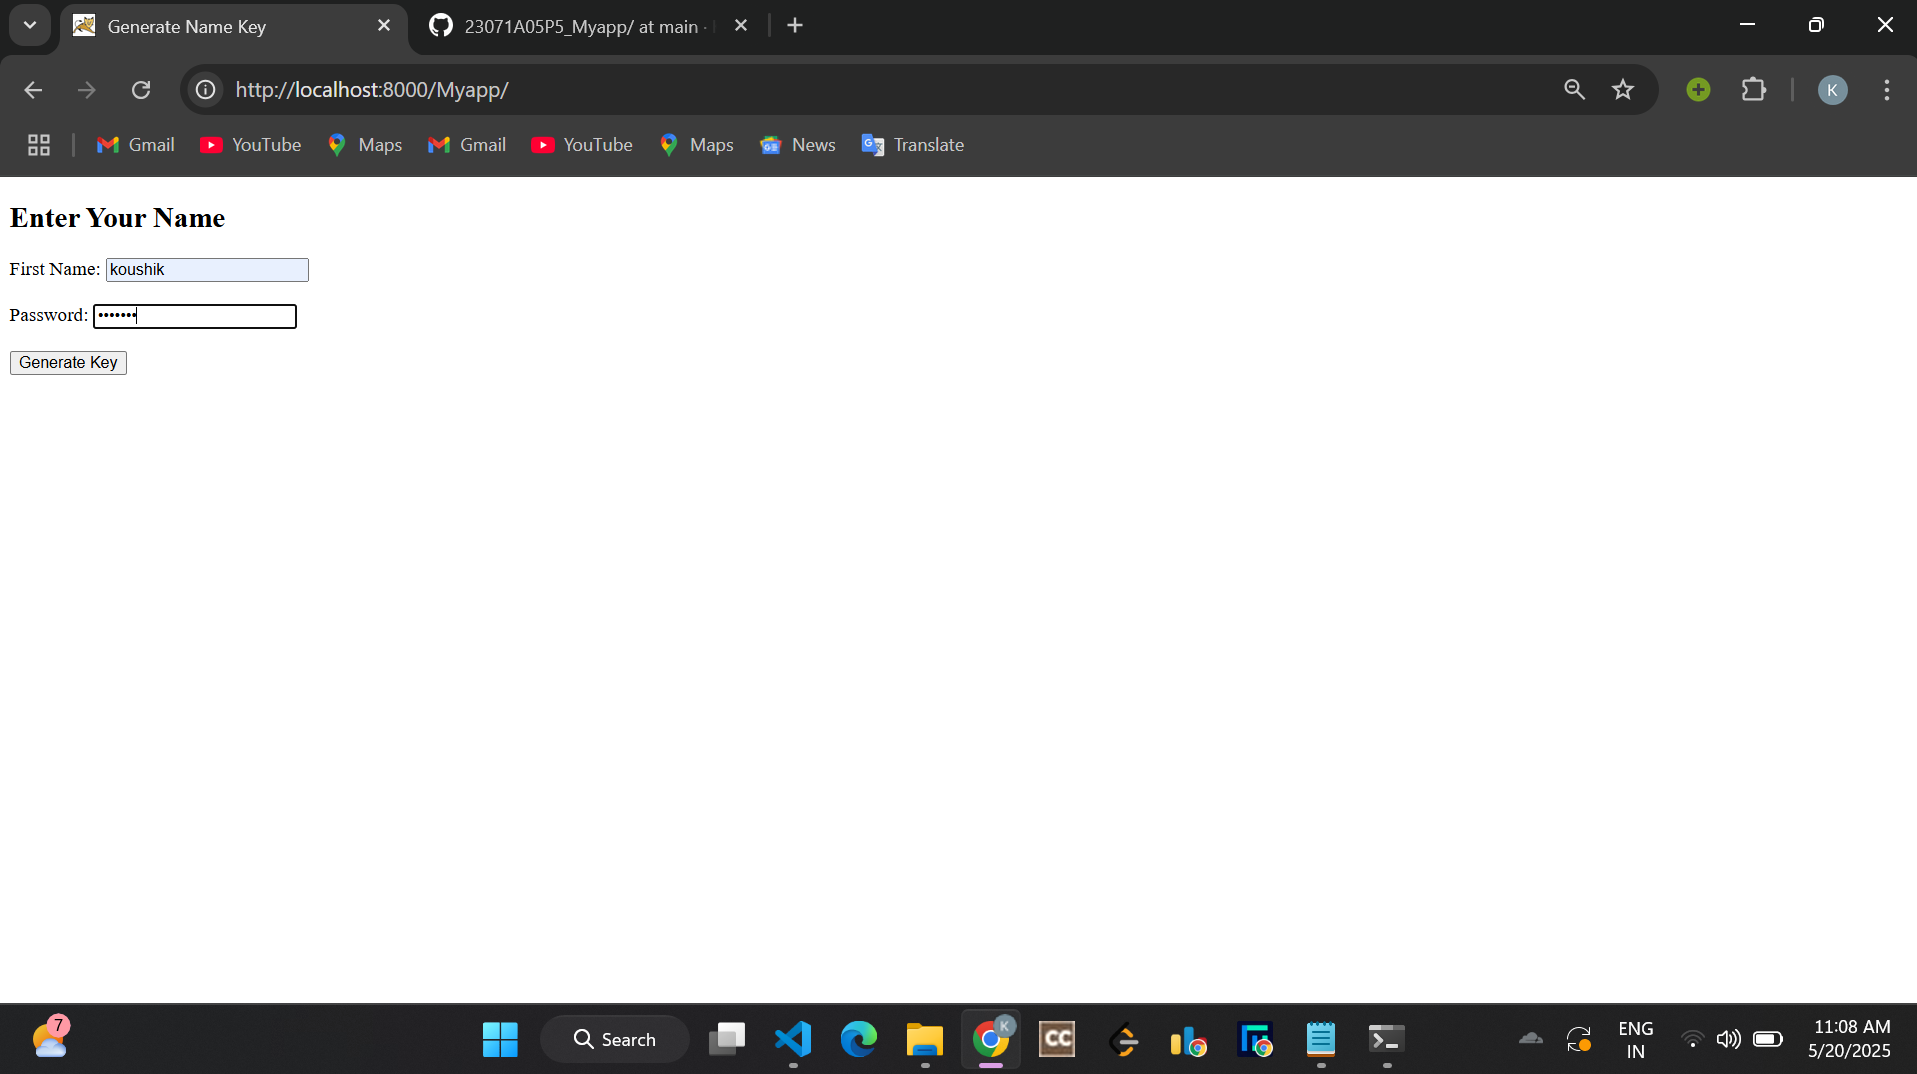 Generate Name Key
23071A05P5_Myapp/ at main ·
http://localhost:8000/Myapp/
K
Gmail
YouTube
Maps
Gmail
YouTube
Maps
News
Translate
Enter Your Name
First Name: koushik
Password: •••••••
Generate Key
7
Search
K
CC
ENG
IN
11:08 AM
5/20/2025